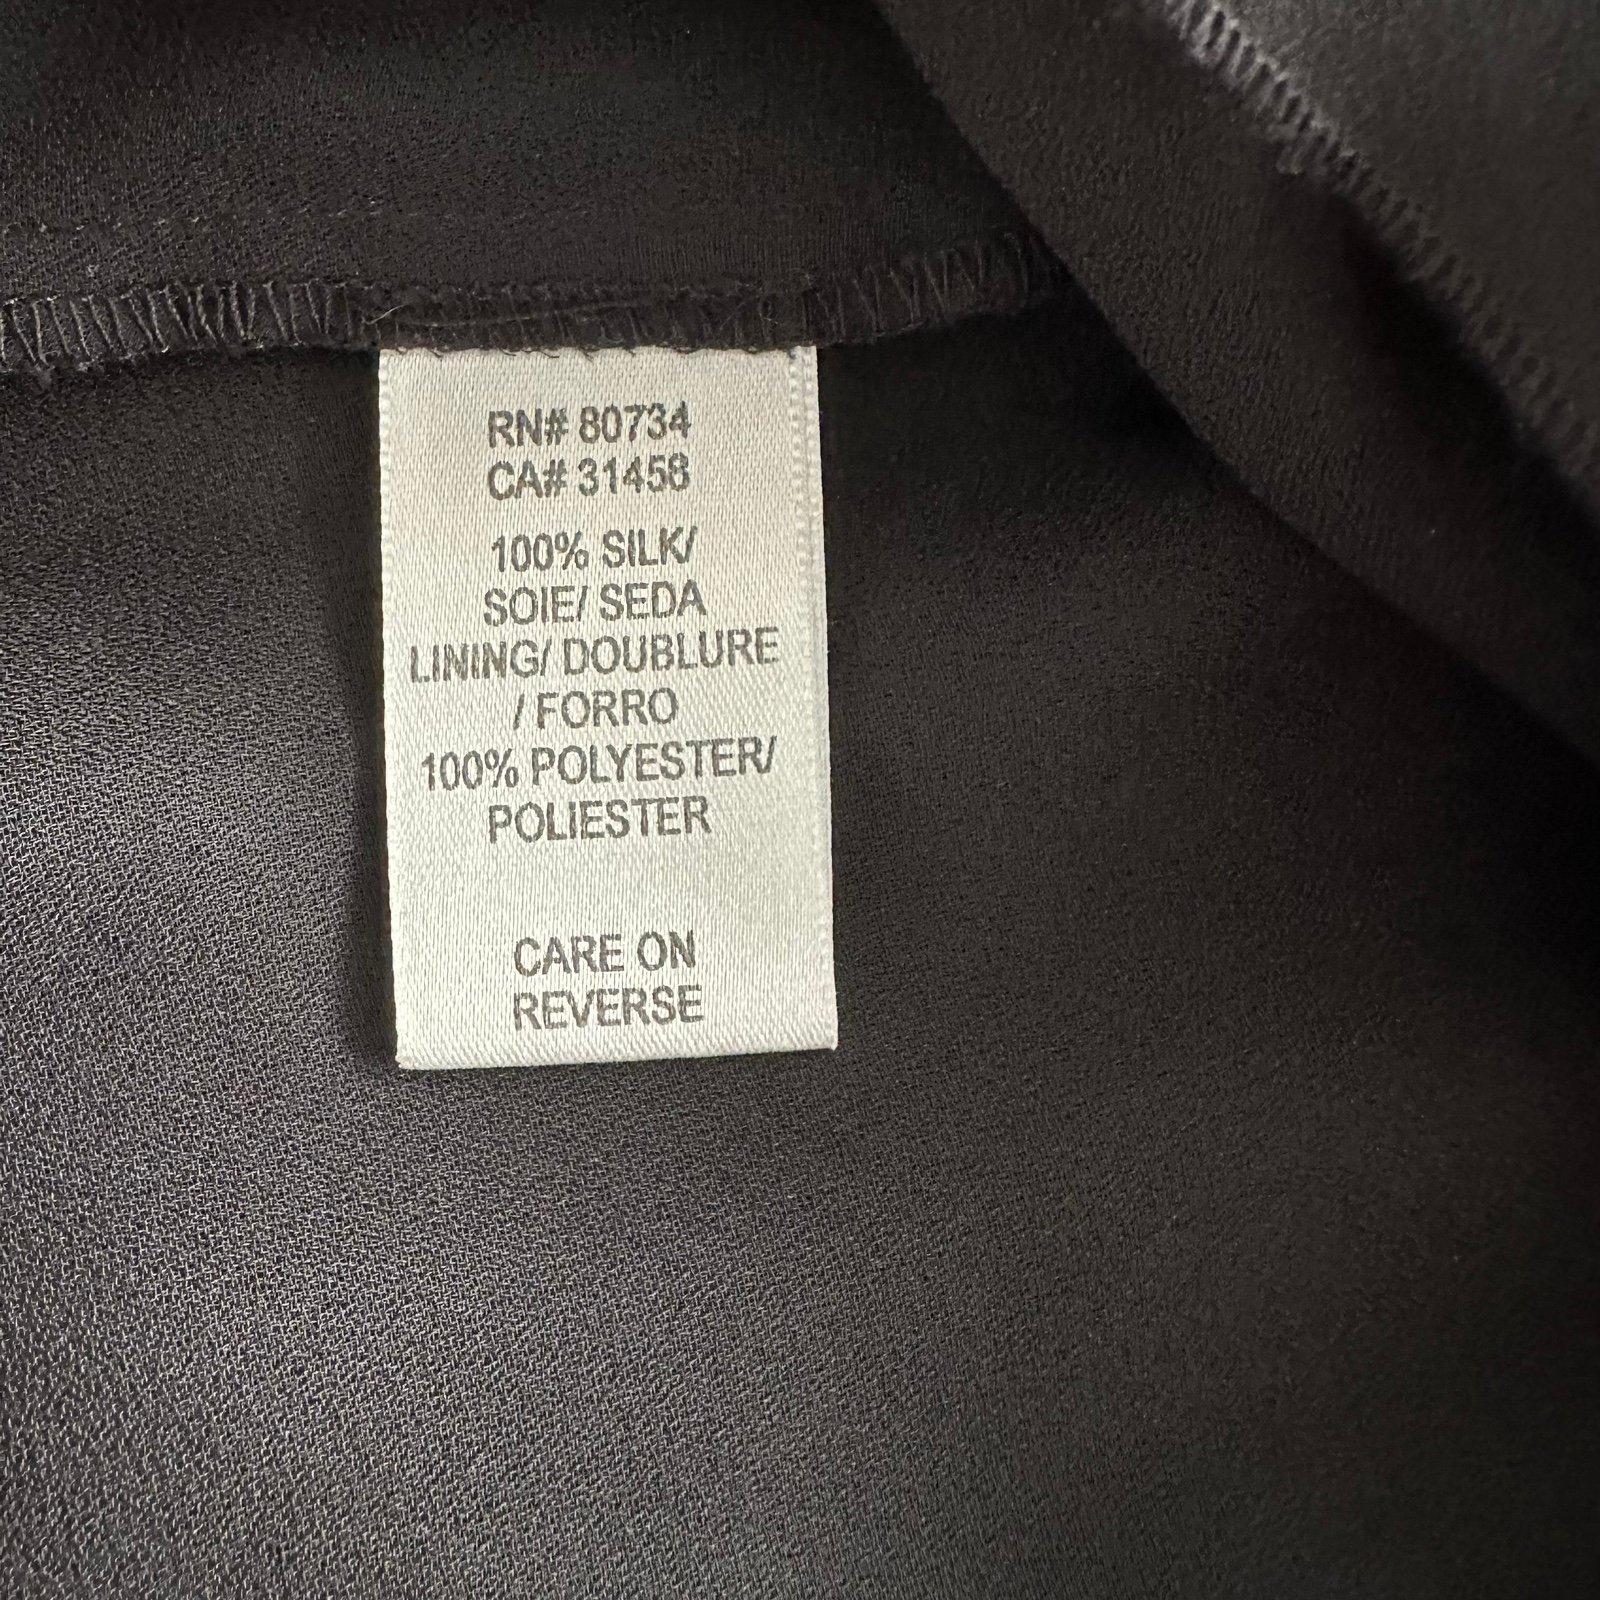 RN# 80734
CA# 31458
100% SILK/
SOIE/ SEDA
LINING/ DOUBLURE
/ FORRO
100% POLYESTER/
POLIESTER
CARE ON
REVERSE